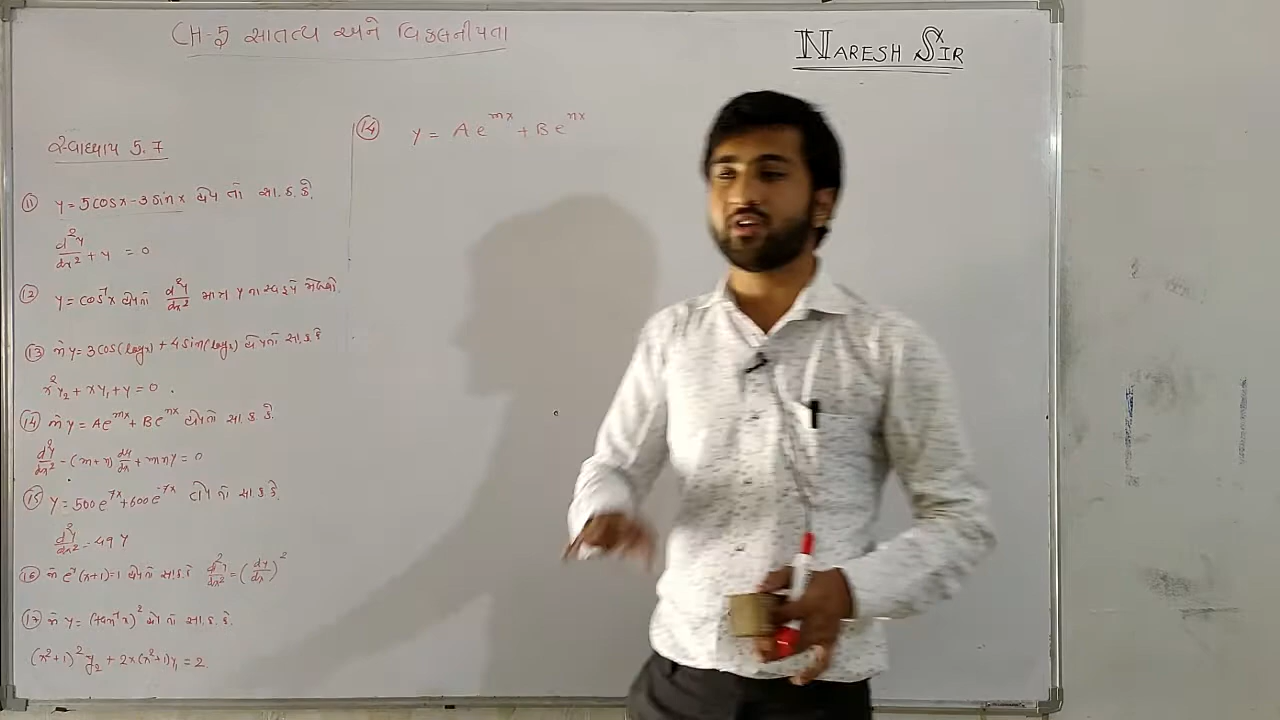 CH-5 સાતત્ય અને વિકલનીયતા
NARESH SIR
સ્વાધ્યાય 5.7
(11) y = 5cosx - 3sinx હોય તો સા.બ.કે.
d²y/dx² + y = 0
(12) y = cos⁻¹x હોય તો d²y/dx² માત્ર y ના સ્વરૂપે મેળવો.
(13) જો y = 3cos(logx) + 4sin(logx) હોય તો સા.બ.કે
x²y₂ + xy₁ + y = 0.
(14) જો y = Ae^mx + Be^nx હોય તો સા.બ.કે.
d²y/dx² - (m+n) dy/dx + mny = 0
(15) y = 500e^7x + 600e^-7x હોય તો સા.બ.કે.
d²y/dx² = 49y
(16) જો e^y(x+1)=1 હોય તો સા.બ.કે d²y/dx² = (dy/dx)²
(17) જો y = (tan⁻¹x)² હોય તો સા.બ.કે.
(x²+1)²y₂ + 2x(x²+1)y₁ = 2
(14) y = Ae^mx + Be^nx